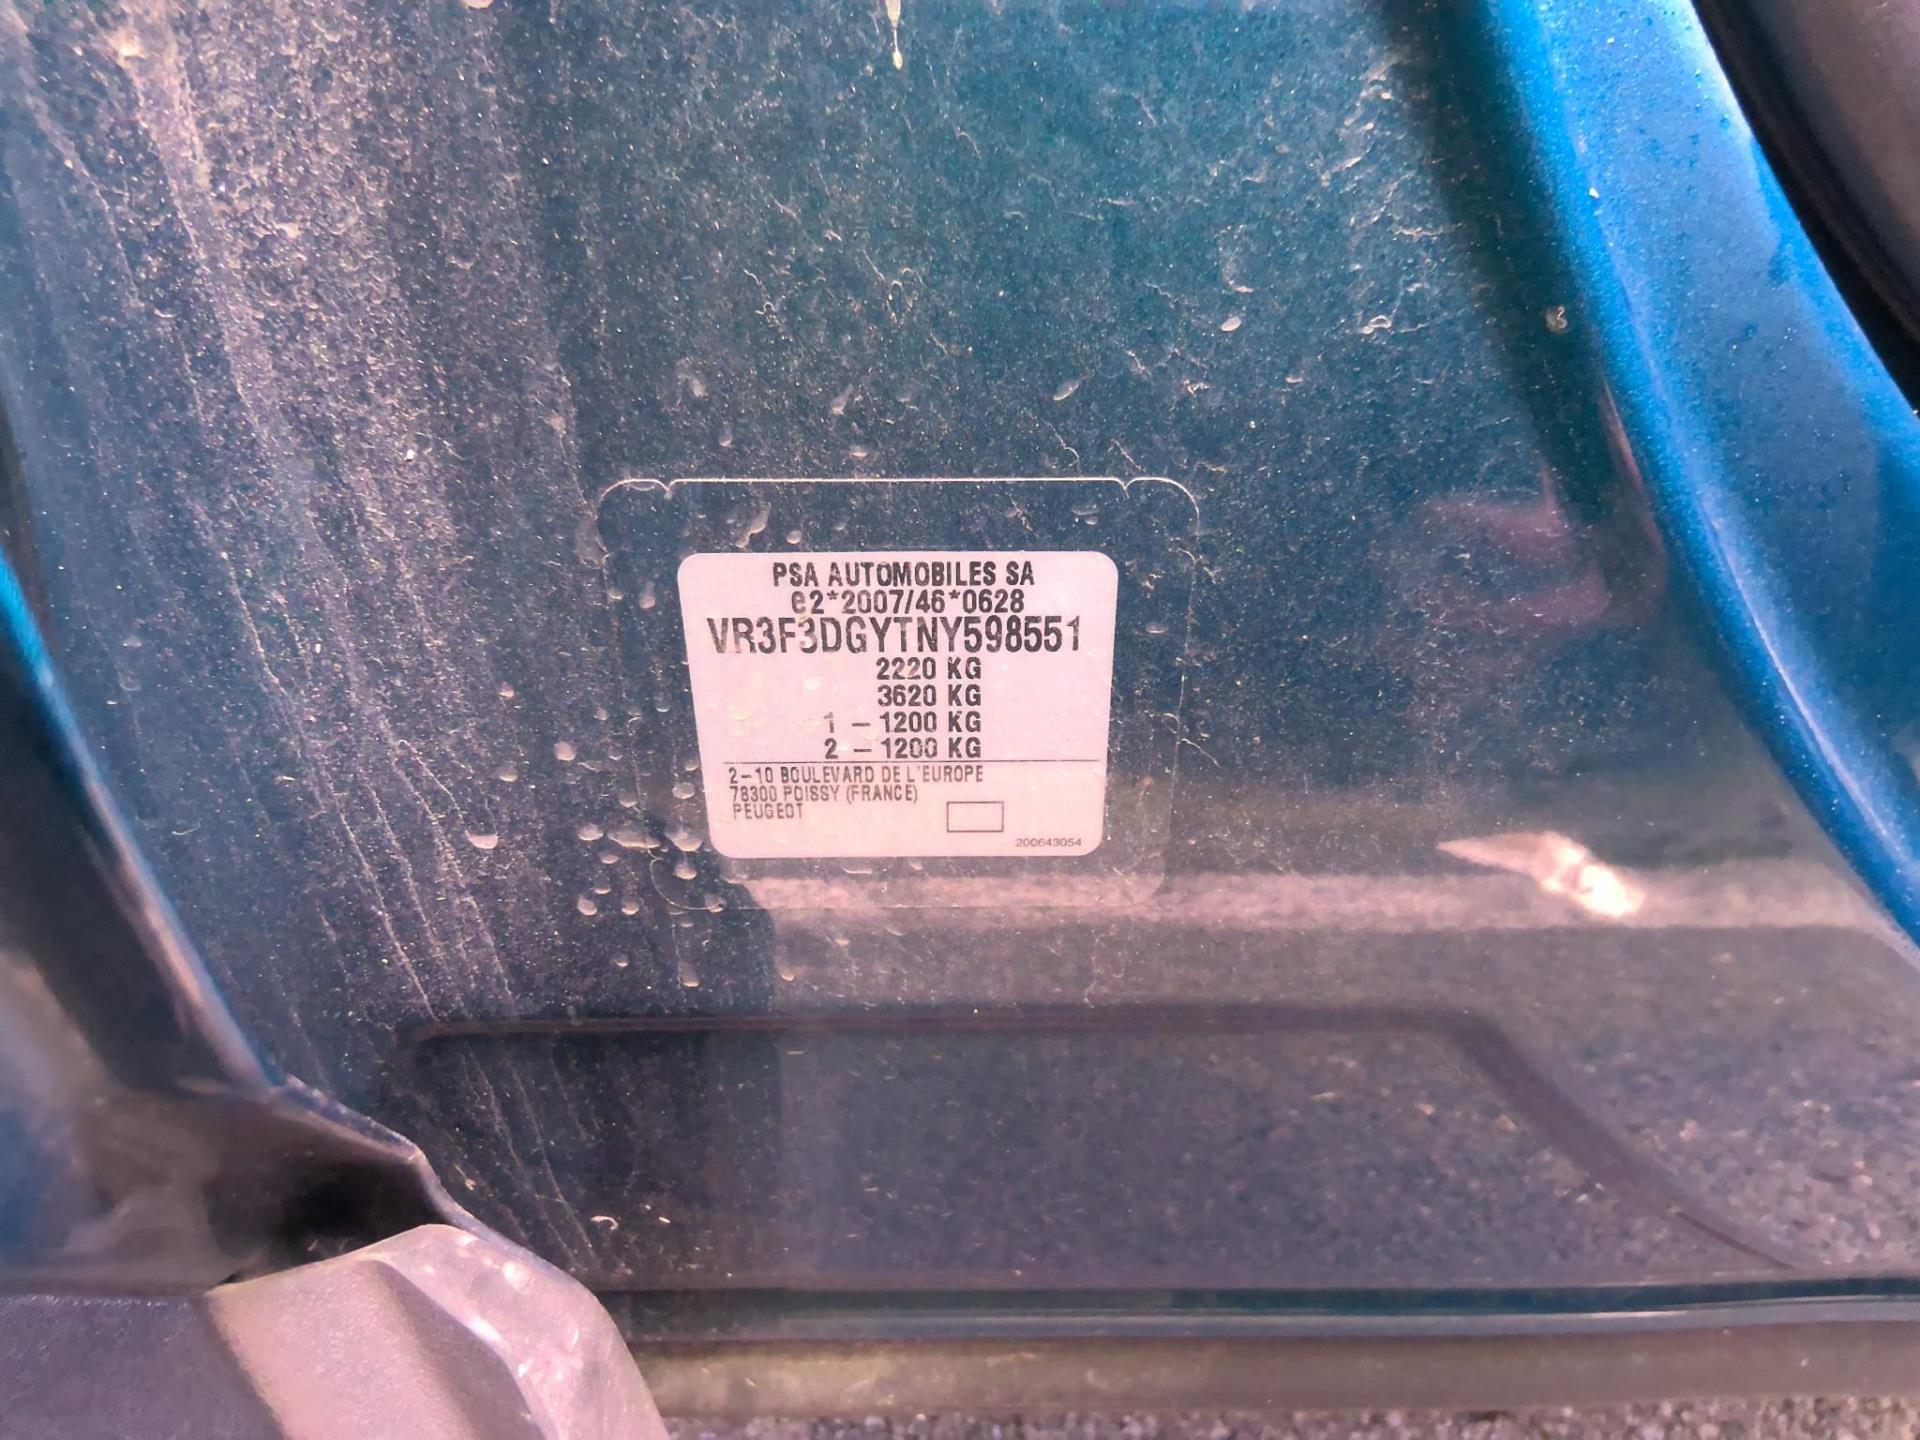 PSA AUTOMOBILES SA
e2*2007/46*0628
VR3F3DGYTNY598551
2220 KG
3620 KG
1 – 1200 KG
2 – 1200 KG
2-10 BOULEVARD DE L'EUROPE
78300 POISSY (FRANCE)
PEUGEOT
200643054